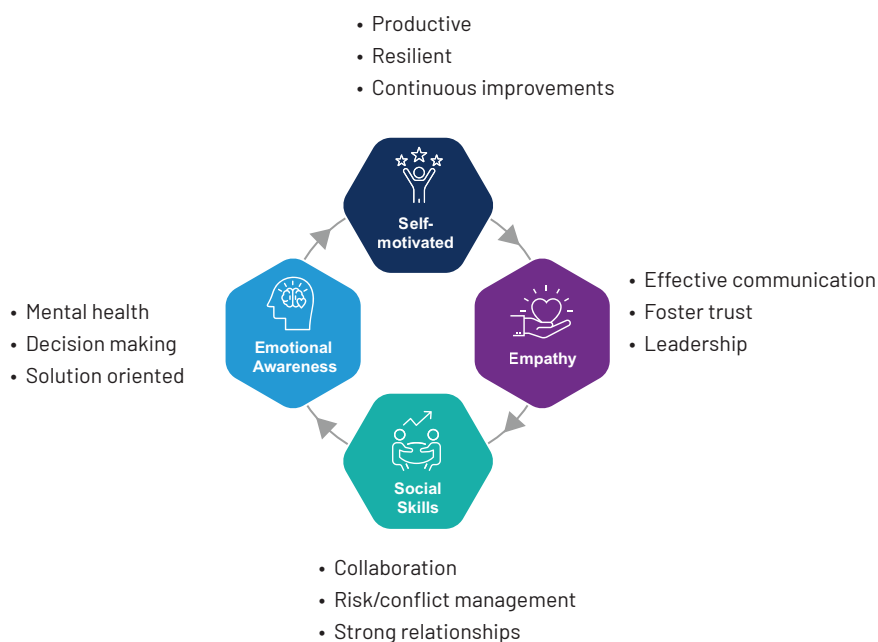 • Productive
• Resilient
• Continuous improvements
Self-
motivated
• Mental health
• Decision making
• Solution oriented
Emotional
Awareness
Empathy
• Effective communication
• Foster trust
• Leadership
Social
Skills
• Collaboration
• Risk/conflict management
• Strong relationships